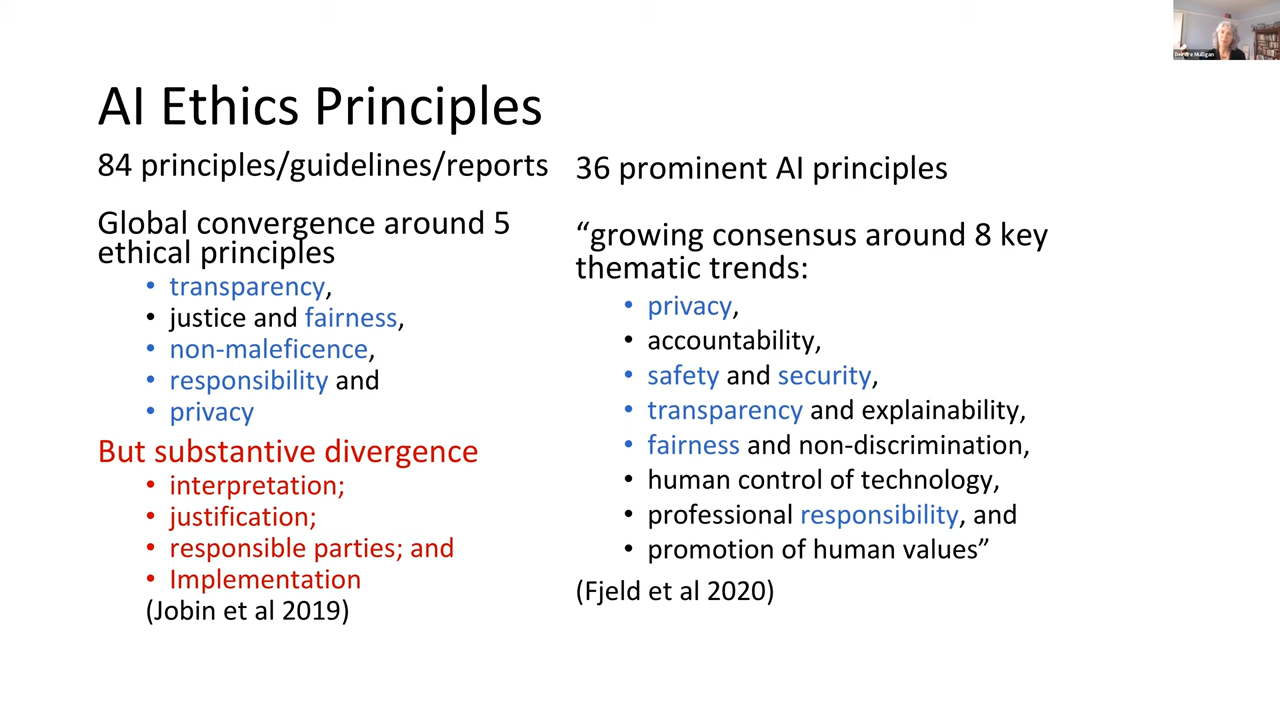 AI Ethics Principles
84 principles/guidelines/reports
Global convergence around 5
ethical principles
• transparency,
• justice and fairness,
• non-maleficence,
• responsibility and
• privacy
But substantive divergence
• interpretation;
• justification;
• responsible parties; and
• Implementation
(Jobin et al 2019)
36 prominent AI principles
“growing consensus around 8 key
thematic trends:
• privacy,
• accountability,
• safety and security,
• transparency and explainability,
• fairness and non-discrimination,
• human control of technology,
• professional responsibility, and
• promotion of human values”
(Fjeld et al 2020)
Deirdre Mulligan